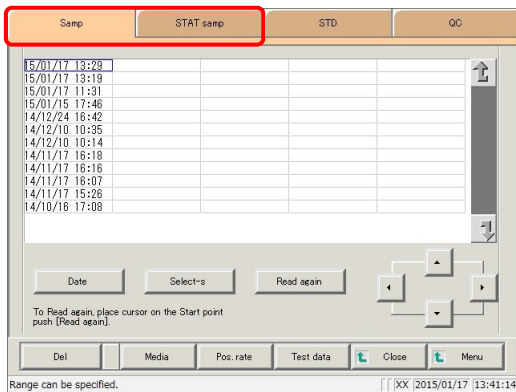 Samp STAT samp STD QC
15/01/17 13:29
15/01/17 13:19
15/01/17 11:31
15/01/15 17:46
14/12/24 16:42
14/12/10 10:35
14/12/10 10:14
14/11/17 16:18
14/11/17 16:16
14/11/17 16:07
14/11/17 15:26
14/10/16 17:08
Date Select-s Read again
To Read again, place cursor on the Start point
push [Read again].
Del Media Pos. rate Test data Close Menu
Range can be specified. XX 2015/01/17 13:41:14